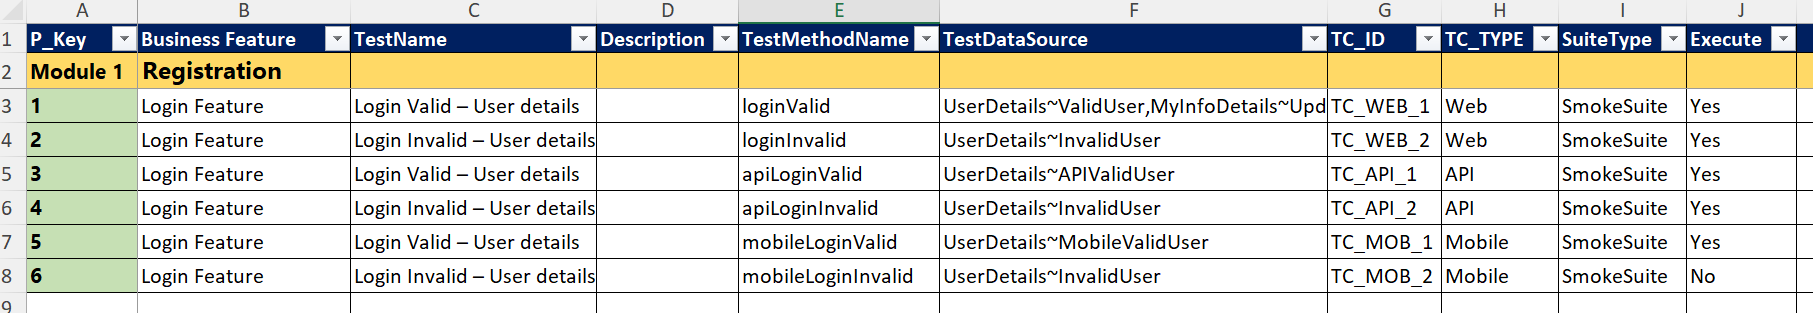 A B C D E F G H I J
1 P_Key Business Feature TestName Description TestMethodName TestDataSource TC_ID TC_TYPE SuiteType Execute
2 Module 1 Registration
3 1 Login Feature Login Valid – User details loginValid UserDetails~ValidUser,MyInfoDetails~Upd TC_WEB_1 Web SmokeSuite Yes
4 2 Login Feature Login Invalid – User details loginInvalid UserDetails~InvalidUser TC_WEB_2 Web SmokeSuite Yes
5 3 Login Feature Login Valid – User details apiLoginValid UserDetails~APIValidUser TC_API_1 API SmokeSuite Yes
6 4 Login Feature Login Invalid – User details apiLoginInvalid UserDetails~InvalidUser TC_API_2 API SmokeSuite Yes
7 5 Login Feature Login Valid – User details mobileLoginValid UserDetails~MobileValidUser TC_MOB_1 Mobile SmokeSuite Yes
8 6 Login Feature Login Invalid – User details mobileLoginInvalid UserDetails~InvalidUser TC_MOB_2 Mobile SmokeSuite No
9